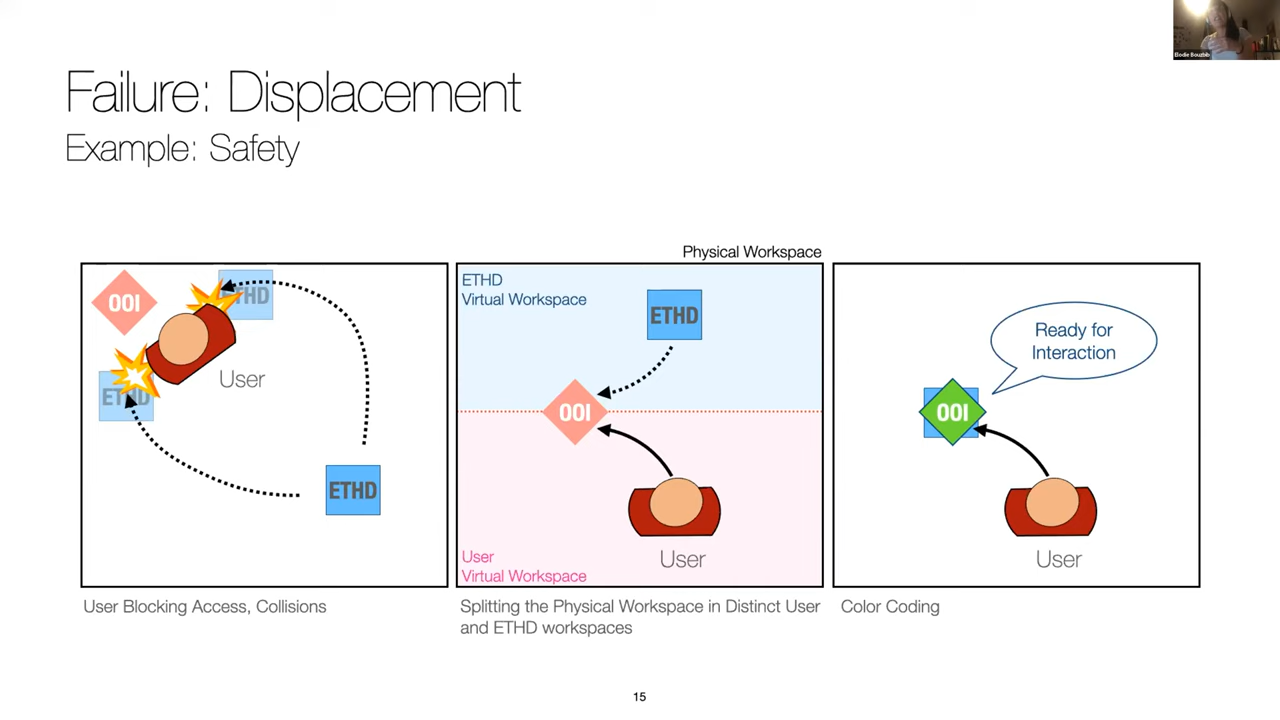 Elodie Bouzbib
Failure: Displacement
Example: Safety
Physical Workspace
OOI
ETHD
User
ETHD
ETHD
User Blocking Access, Collisions
ETHD
Virtual Workspace
ETHD
OOI
User
User
Virtual Workspace
Splitting the Physical Workspace in Distinct User
and ETHD workspaces
Ready for
Interaction
OOI
User
Color Coding
15